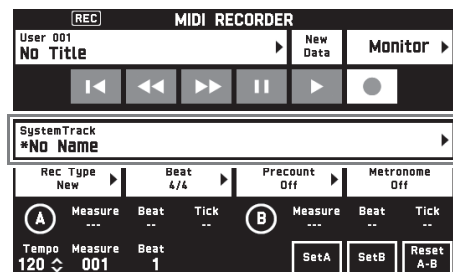 REC MIDI RECORDER
User 001
No Title
New
Data
Monitor
SystemTrack
*No Name
Rec Type
New
Beat
4/4
Precount
Off
Metronome
Off
A Measure Beat Tick B Measure Beat Tick
--- -- -- --- -- --
Tempo Measure Beat
120 001 1
SetA SetB Reset
A-B